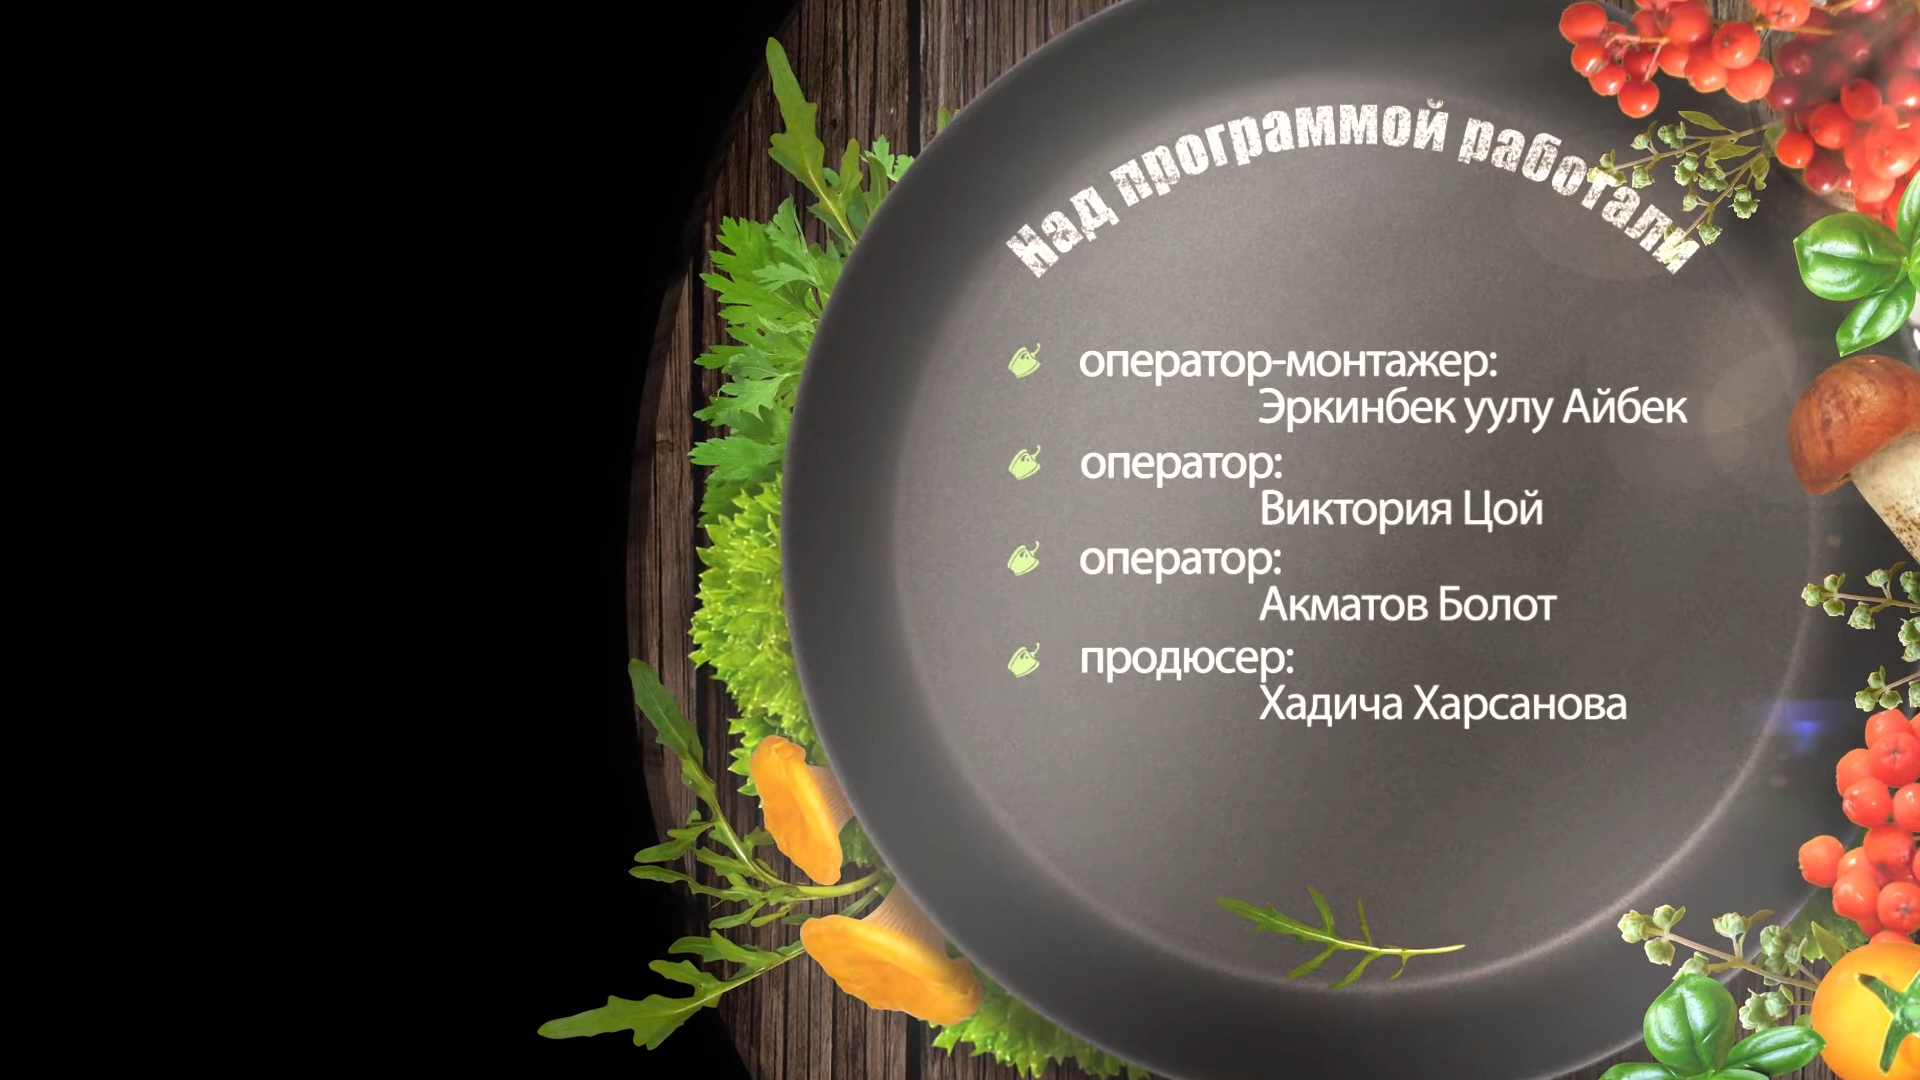 Над программой работали
оператор-монтажер:
Эркинбек уулу Айбек
оператор:
Виктория Цой
оператор:
Акматов Болот
продюсер:
Хадича Харсанова